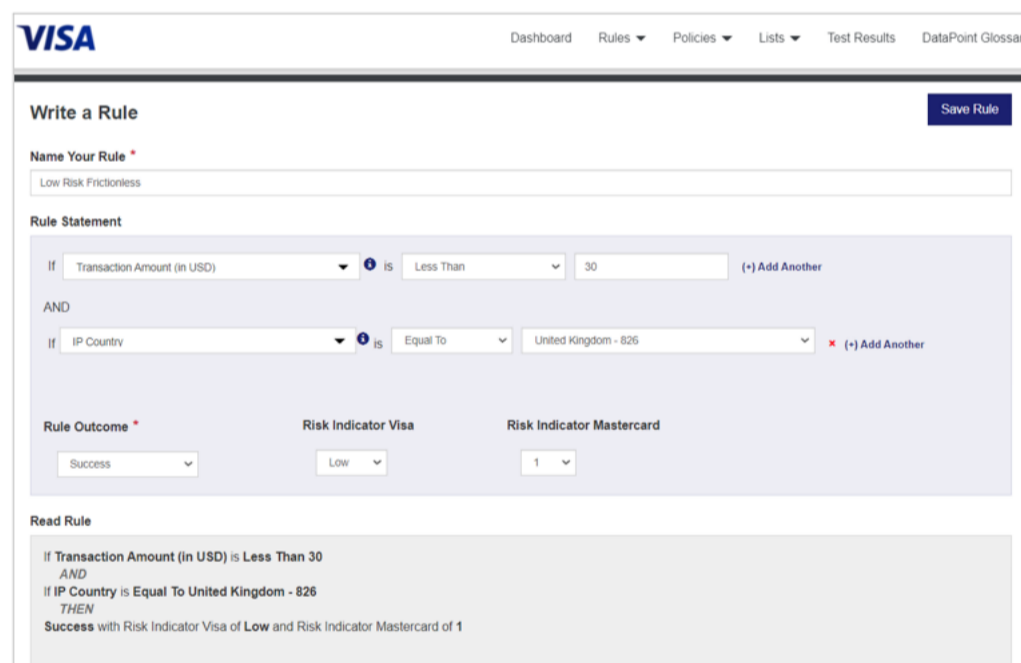 VISA
Dashboard Rules Policies Lists Test Results DataPoint Glossar
Write a Rule
Save Rule
Name Your Rule *
Low Risk Frictionless
Rule Statement
If Transaction Amount (in USD) is Less Than 30 (+) Add Another
AND
If IP Country is Equal To United Kingdom - 826 × (+) Add Another
Rule Outcome * Risk Indicator Visa Risk Indicator Mastercard
Success Low 1
Read Rule
If Transaction Amount (in USD) is Less Than 30
AND
If IP Country is Equal To United Kingdom - 826
THEN
Success with Risk Indicator Visa of Low and Risk Indicator Mastercard of 1